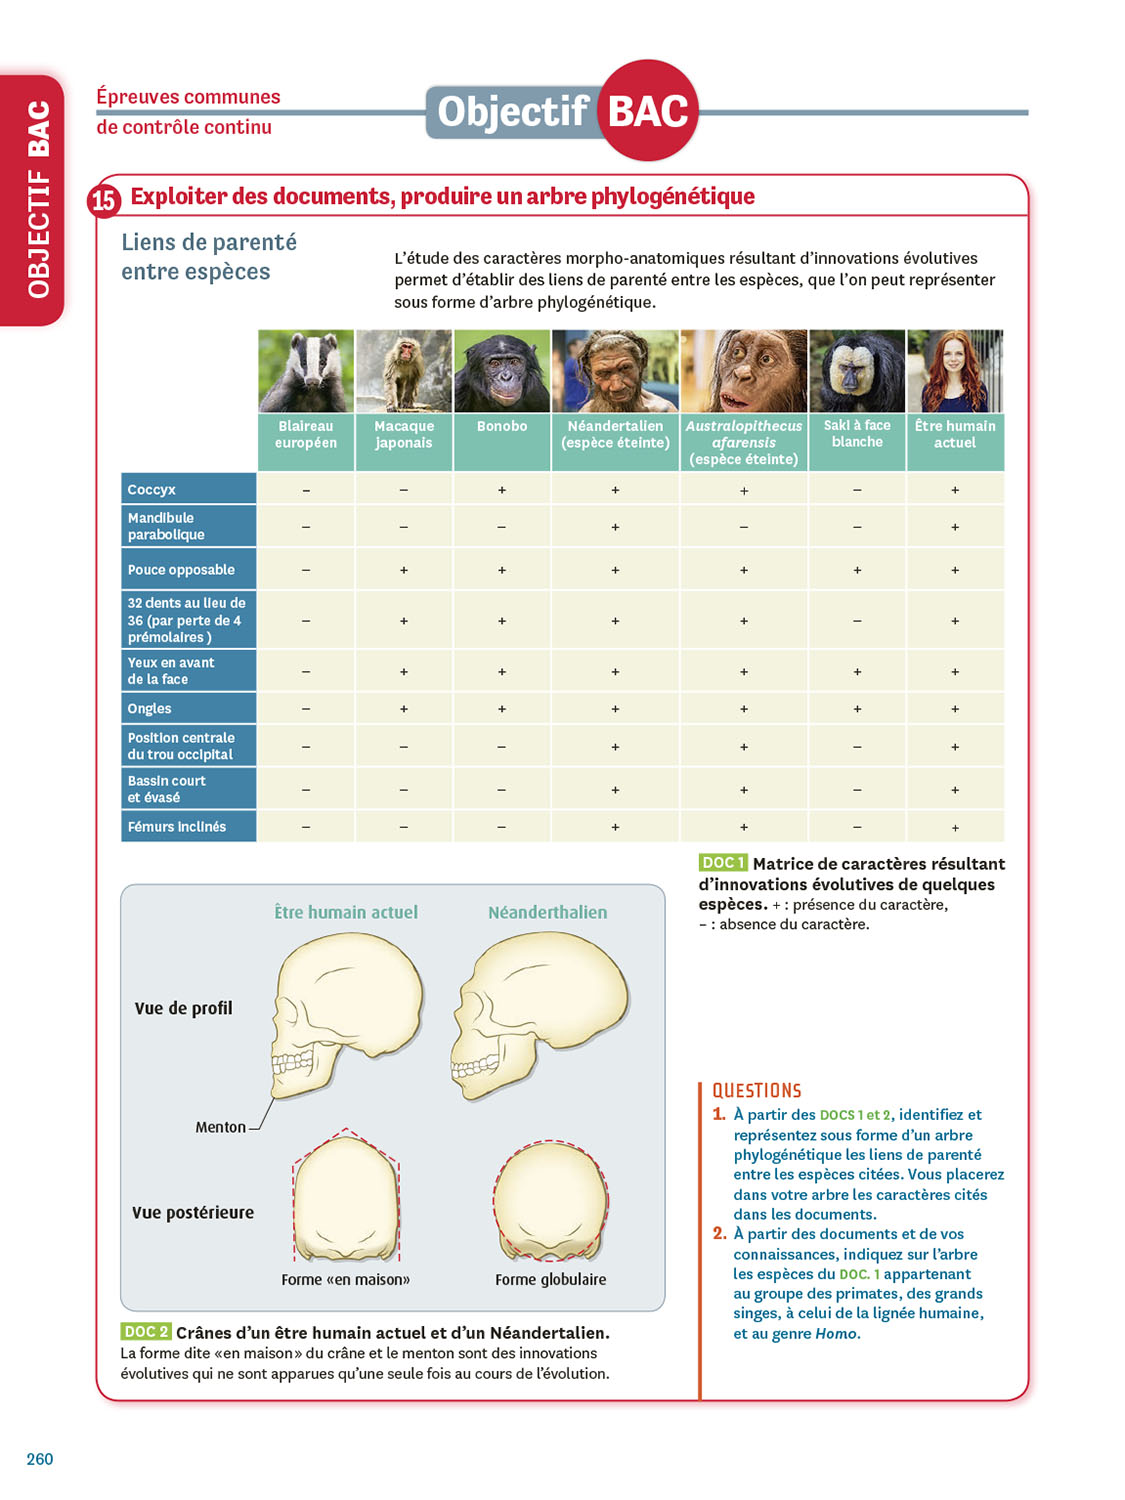 OBJECTIF BAC
Épreuves communes
de contrôle continu
Objectif BAC
15 Exploiter des documents, produire un arbre phylogénétique
Liens de parenté
entre espèces
L'étude des caractères morpho-anatomiques résultant d'innovations évolutives
permet d'établir des liens de parenté entre les espèces, que l'on peut représenter
sous forme d'arbre phylogénétique.
Blaireau européen | Macaque japonais | Bonobo | Néandertalien (espèce éteinte) | Australopithecus afarensis (espèce éteinte) | Saki à face blanche | Être humain actuel
Coccyx – – + + + – +
Mandibule
parabolique – – – + – – +
Pouce opposable – + + + + + +
32 dents au lieu de
36 (par perte de 4
prémolaires ) – + + + + – +
Yeux en avant
de la face – + + + + + +
Ongles – + + + + + +
Position centrale
du trou occipital – – – + + – +
Bassin court
et évasé – – – + + – +
Fémurs inclinés – – – + + – +
DOC 1 Matrice de caractères résultant
d'innovations évolutives de quelques
espèces. + : présence du caractère,
– : absence du caractère.
Être humain actuel
Néanderthalien
Vue de profil
Menton
Vue postérieure
Forme «en maison»
Forme globulaire
DOC 2 Crânes d'un être humain actuel et d'un Néandertalien.
La forme dite «en maison» du crâne et le menton sont des innovations
évolutives qui ne sont apparues qu'une seule fois au cours de l'évolution.
QUESTIONS
1. À partir des DOCS 1 et 2, identifiez et
représentez sous forme d'un arbre
phylogénétique les liens de parenté
entre les espèces citées. Vous placerez
dans votre arbre les caractères cités
dans les documents.
2. À partir des documents et de vos
connaissances, indiquez sur l'arbre
les espèces du DOC. 1 appartenant
au groupe des primates, des grands
singes, à celui de la lignée humaine,
et au genre Homo.
260